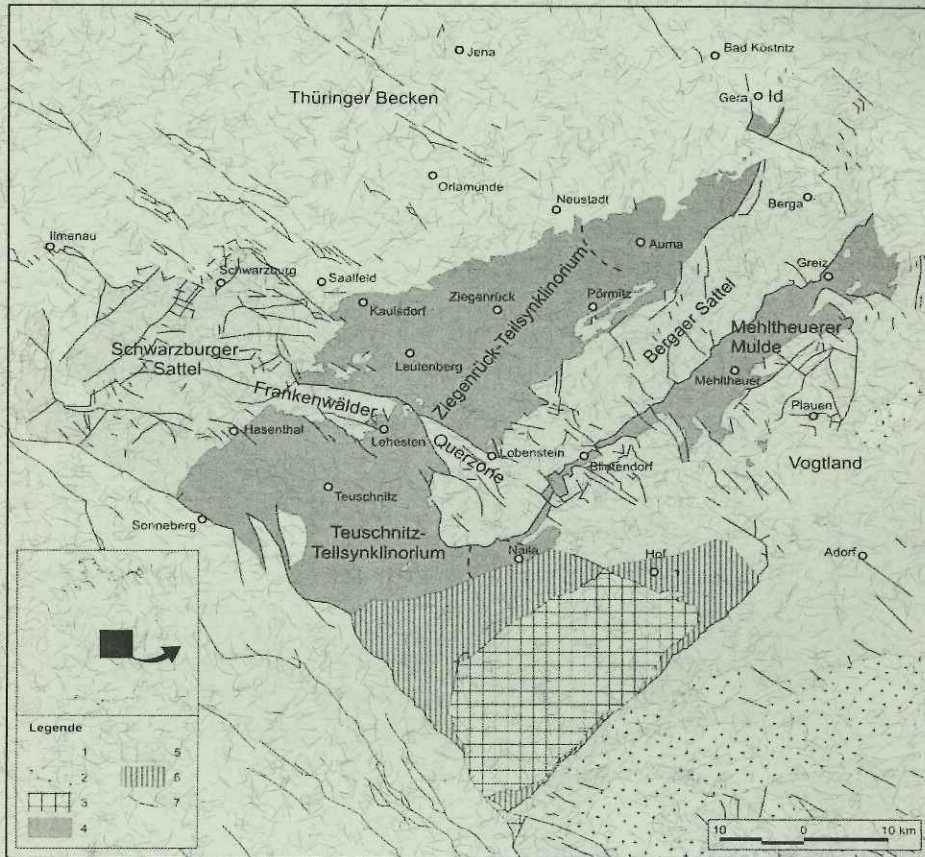 Jena
Bad Köstritz
Thüringer Becken
Gera
Id
Orlamünde
Neustadt
Berga
Ilmenau
Auma
Schwarzburg
Saalfeld
Greiz
Kaulsdorf
Ziegenrück
Pörmitz
Ziegenrück-Teilsynklinorium
Bergaer Sattel
Mehltheuerer
Mulde
Schwarzburger
Sattel
Leutenberg
Mehltheuer
Frankenwälder
Querzone
Plauen
Hasenthal
Lehesten
Lobenstein
Blintendorf
Vogtland
Teuschnitz
Sonneberg
Teuschnitz-
Teilsynklinorium
Naila
Hof
Adorf
Legende
1
5
2
6
3
7
4
10 0 10 km